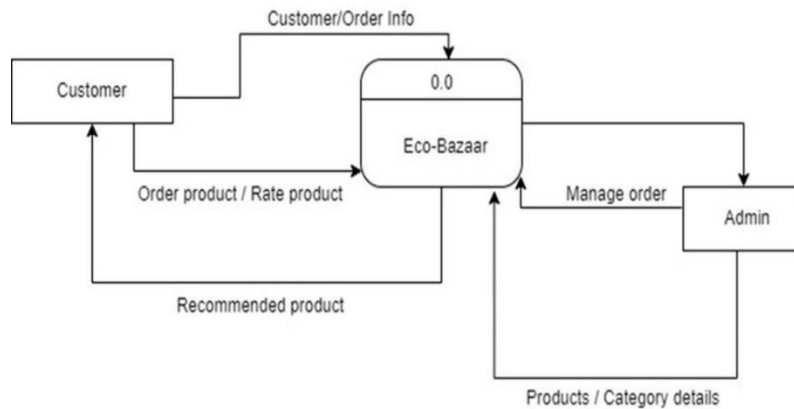 Customer/Order Info
Customer
0.0
Eco-Bazaar
Order product / Rate product
Manage order
Admin
Recommended product
Products / Category details